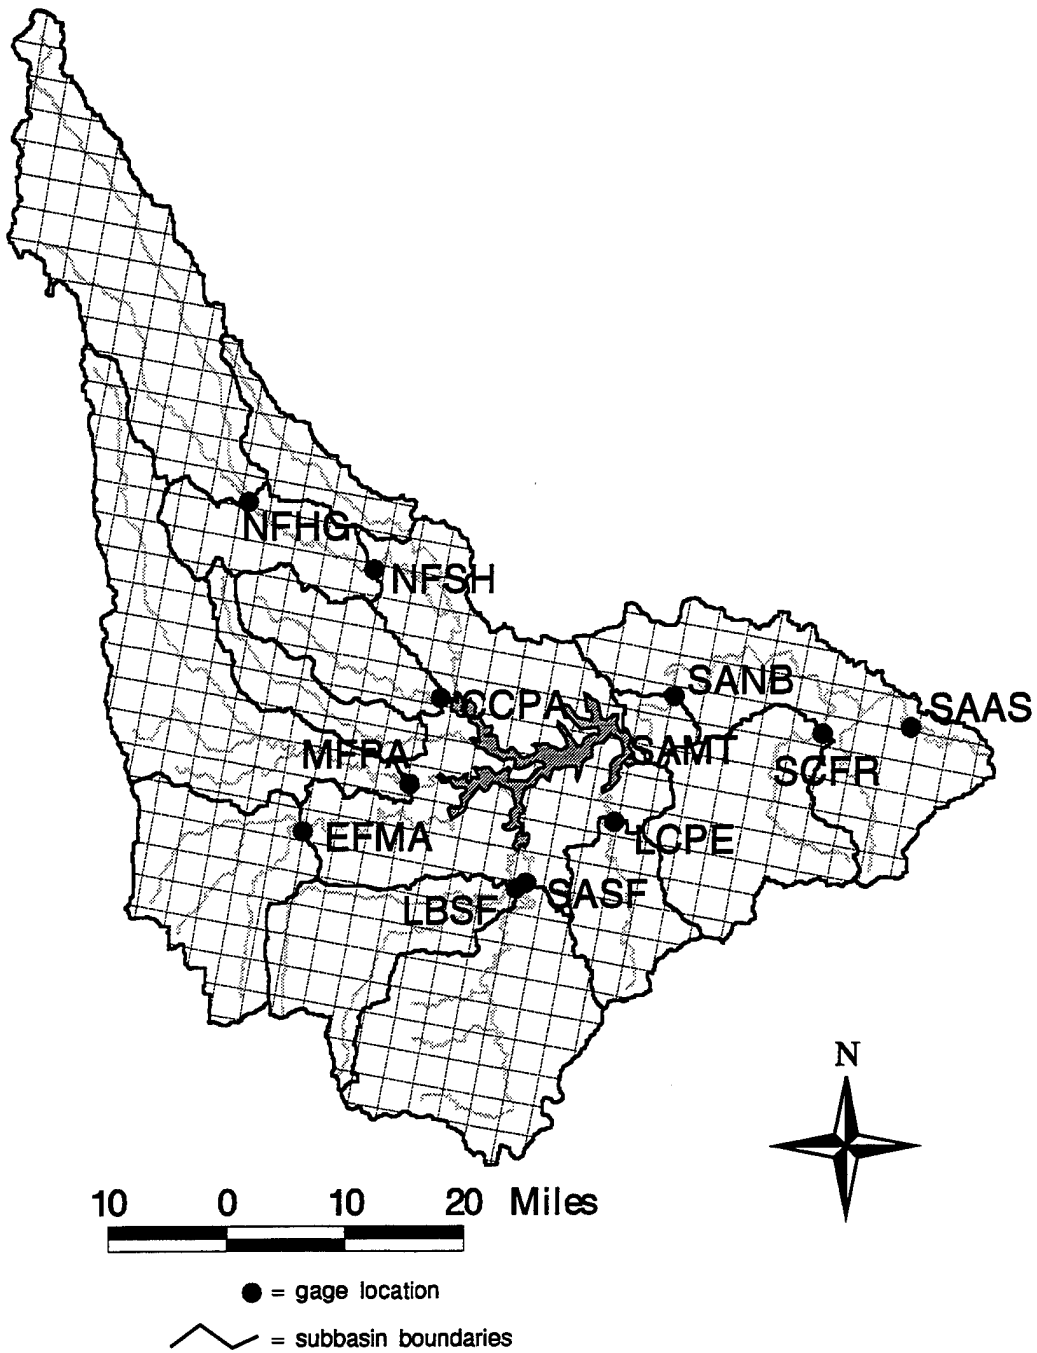 NFHG
NFSH
SANB
CCPA
SAAS
MFRA
SAMT
SCFR
EFMA
LCPE
LBSF
SASF
N
10 0 10 20 Miles
= gage location
= subbasin boundaries